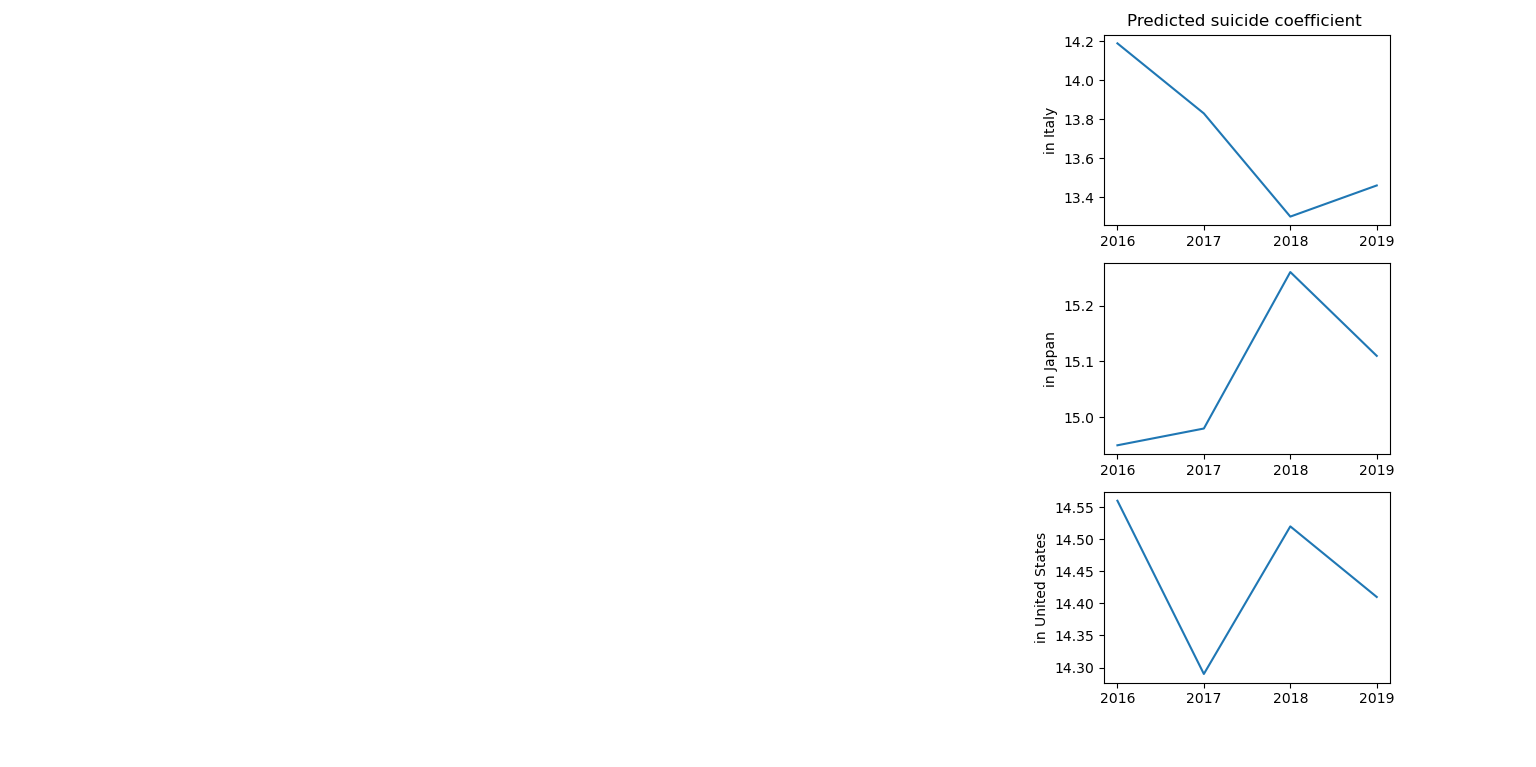 Predicted suicide coefficient
14.2
14.0
13.8
13.6
13.4
in Italy
2016 2017 2018 2019
15.2
15.1
15.0
in Japan
2016 2017 2018 2019
14.55
14.50
14.45
14.40
14.35
14.30
in United States
2016 2017 2018 2019